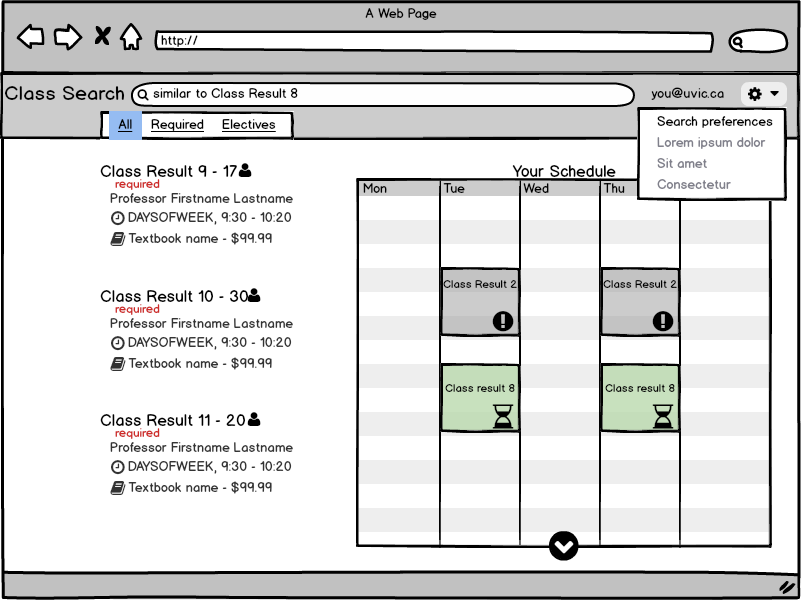 A Web Page
http://
Class Search
similar to Class Result 8
you@uvic.ca
All Required Electives
Search preferences
Lorem ipsum dolor
Sit amet
Consectetur
Class Result 9 - 17
required
Professor Firstname Lastname
DAYSOFWEEK, 9:30 - 10:20
Textbook name - $99.99
Class Result 10 - 30
required
Professor Firstname Lastname
DAYSOFWEEK, 9:30 - 10:20
Textbook name - $99.99
Class Result 11 - 20
required
Professor Firstname Lastname
DAYSOFWEEK, 9:30 - 10:20
Textbook name - $99.99
Your Schedule
Mon Tue Wed Thu
Class Result 2 Class Result 2
Class result 8 Class result 8